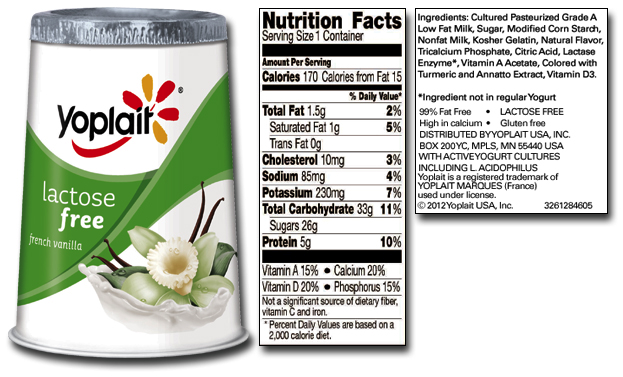 Yoplait
lactose
free
french vanilla
Nutrition Facts
Serving Size 1 Container
Amount Per Serving
Calories 170 Calories from Fat 15
% Daily Value*
Total Fat 1.5g 2%
Saturated Fat 1g 5%
Trans Fat 0g
Cholesterol 10mg 3%
Sodium 85mg 4%
Potassium 230mg 7%
Total Carbohydrate 33g 11%
Sugars 26g
Protein 5g 10%
Vitamin A 15% • Calcium 20%
Vitamin D 20% • Phosphorus 15%
Not a significant source of dietary fiber,
vitamin C and iron.
* Percent Daily Values are based on a
2,000 calorie diet.
Ingredients: Cultured Pasteurized Grade A
Low Fat Milk, Sugar, Modified Corn Starch,
Nonfat Milk, Kosher Gelatin, Natural Flavor,
Tricalcium Phosphate, Citric Acid, Lactase
Enzyme*, Vitamin A Acetate, Colored with
Turmeric and Annatto Extract, Vitamin D3.
*Ingredient not in regular Yogurt
99% Fat Free • LACTOSE FREE
High in calcium • Gluten free
DISTRIBUTED BY YOPLAIT USA, INC.
BOX 200YC, MPLS, MN 55440 USA
WITH ACTIVE YOGURT CULTURES
INCLUDING L. ACIDOPHILUS
Yoplait is a registered trademark of
YOPLAIT MARQUES (France)
used under license.
© 2012 Yoplait USA, Inc. 3261284605